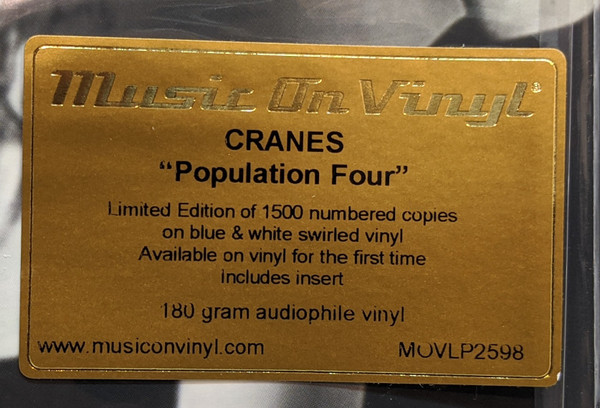 Music On Vinyl®
CRANES
“Population Four”
Limited Edition of 1500 numbered copies
on blue & white swirled vinyl
Available on vinyl for the first time
includes insert
180 gram audiophile vinyl
www.musiconvinyl.com MOVLP2598